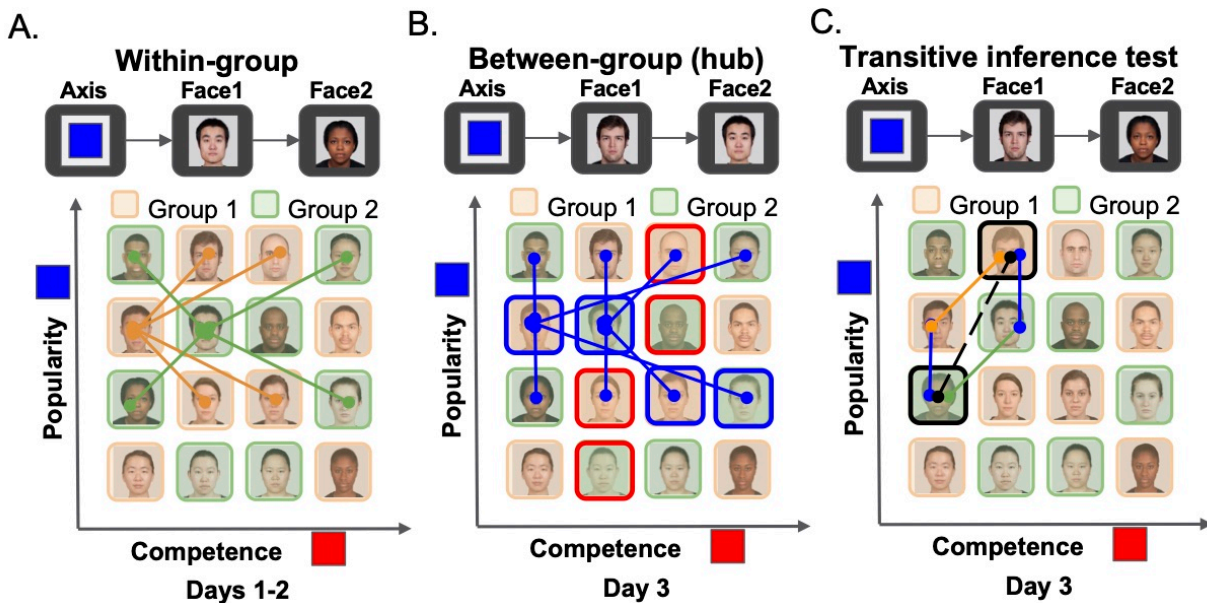 A.
Within-group
Axis Face1 Face2
Group 1 Group 2
Popularity
Competence
Days 1-2
B.
Between-group (hub)
Axis Face1 Face2
Group 1 Group 2
Popularity
Competence
Day 3
C.
Transitive inference test
Axis Face1 Face2
Group 1 Group 2
Popularity
Competence
Day 3